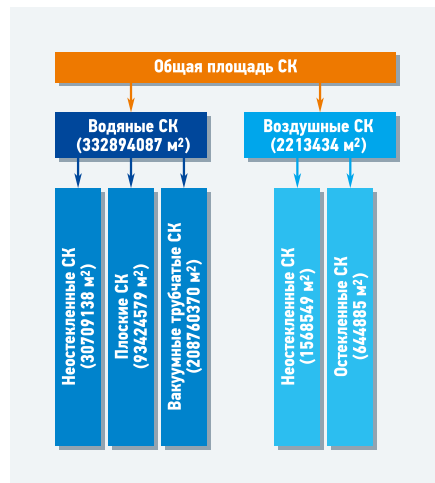 Общая площадь СК
Водяные СК
(332894087 м²)
Воздушные СК
(2213434 м²)
Неостекленные СК
(30709138 м²)
Плоские СК
(93424579 м²)
Вакуумные трубчатые СК
(208760370 м²)
Неостекленные СК
(1568549 м²)
Остекленные СК
(644885 м²)